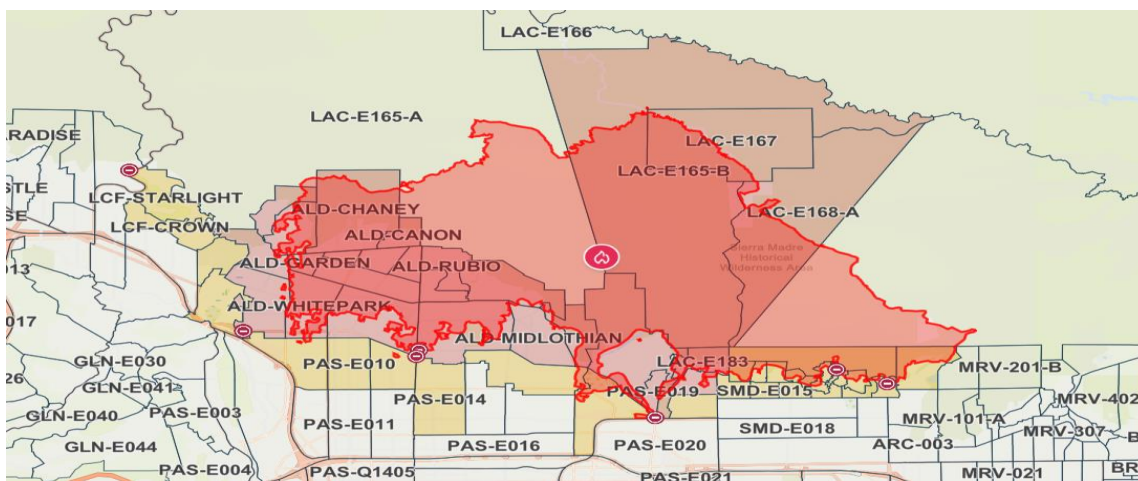 LAC-E166
LAC-E165-A
LAC-E167
LAC-E165-B
LAC-E168-A
Sierra Madre
Historical
Wilderness Area
LCF-STARLIGHT
LCF-CROWN
ALD-CHANEY
ALD-CANON
ALD-GARDEN
ALD-RUBIO
ALD-WHITEPARK
ALD-MIDLOTHIAN
LAC-E183
GLN-E030
GLN-E041
GLN-E040
GLN-E044
PAS-E003
PAS-E004
PAS-E010
PAS-E011
PAS-E014
PAS-E016
PAS-E019
PAS-E020
PAS-E021
PAS-Q1405
SMD-E015
SMD-E018
MRV-201-B
MRV-402
MRV-101-A
MRV-307
ARC-003
MRV-021
BR
ARADISE
STLE
SE
013
017
26
B